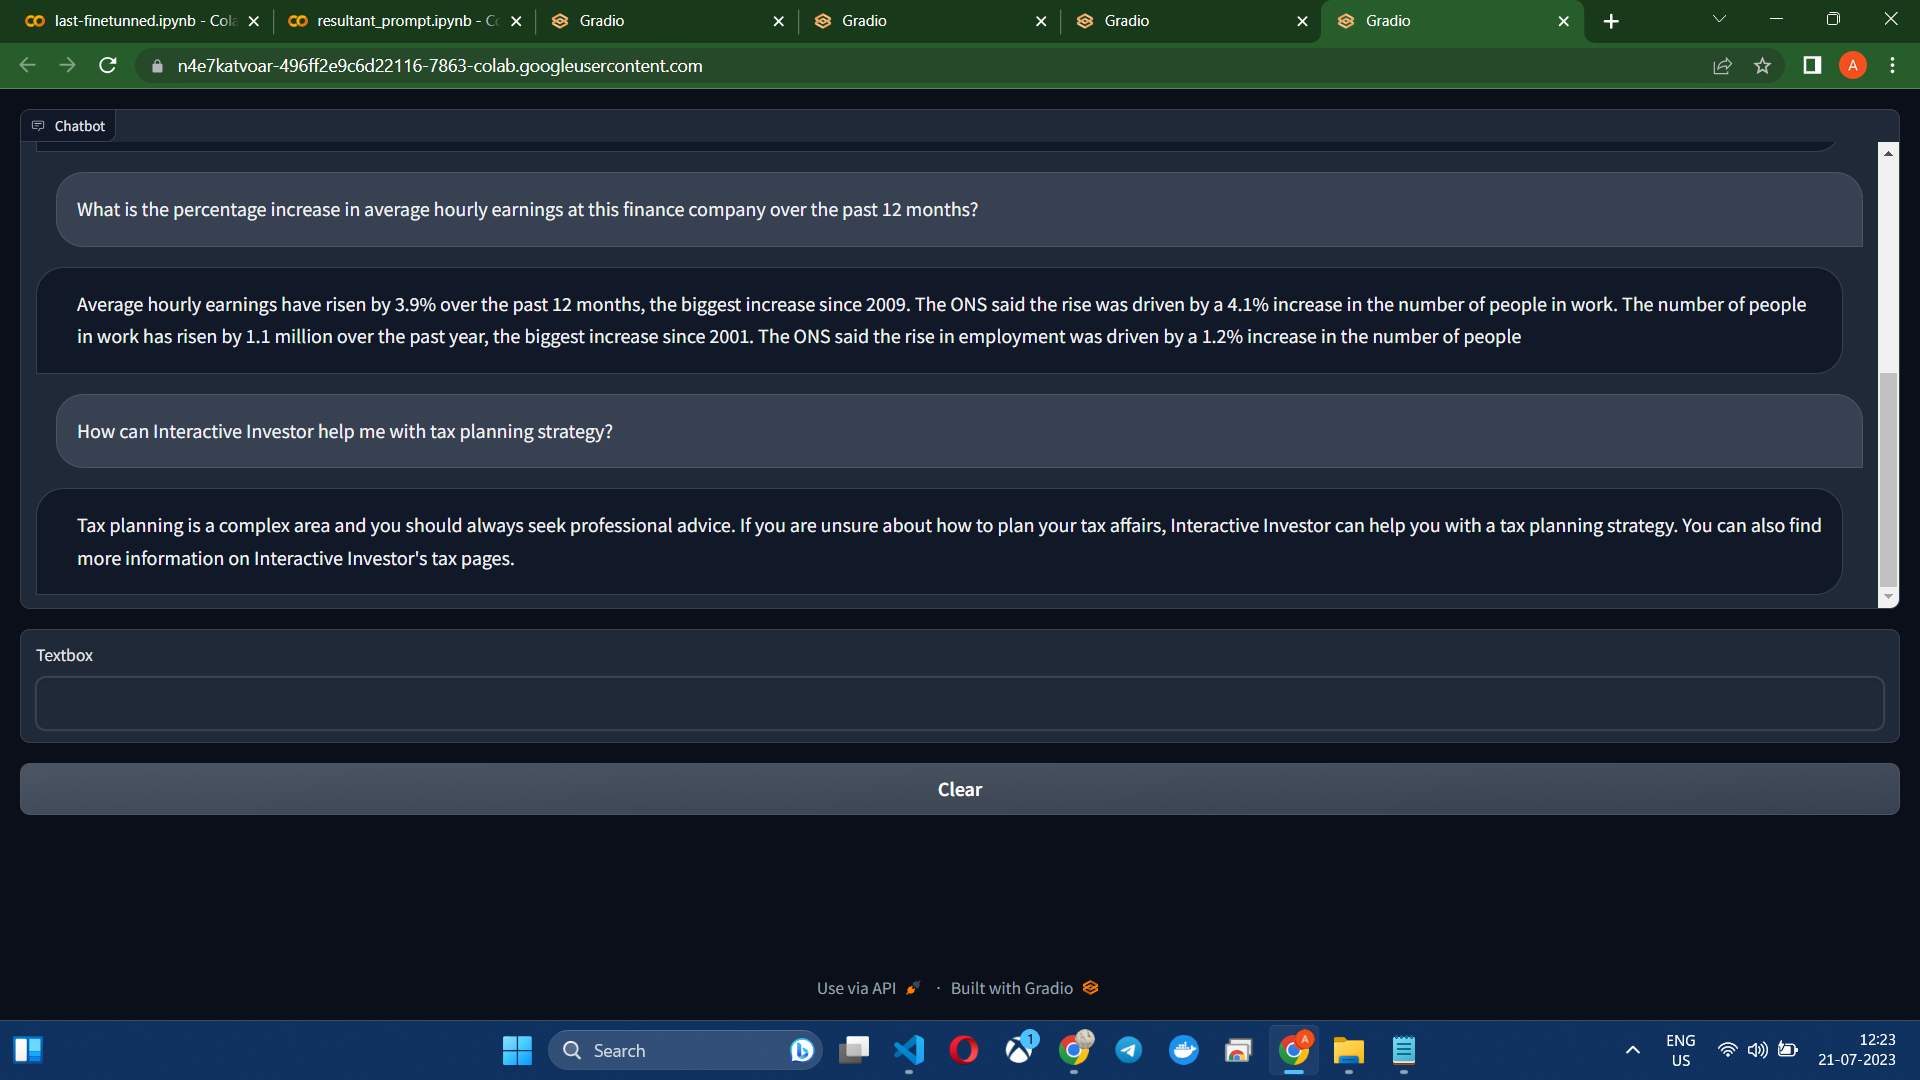 last-finetunned.ipynb - Cola
resultant_prompt.ipynb - Co
Gradio
Gradio
Gradio
Gradio
n4e7katvoar-496ff2e9c6d22116-7863-colab.googleusercontent.com
A
Chatbot
What is the percentage increase in average hourly earnings at this finance company over the past 12 months?
Average hourly earnings have risen by 3.9% over the past 12 months, the biggest increase since 2009. The ONS said the rise was driven by a 4.1% increase in the number of people in work. The number of people
in work has risen by 1.1 million over the past year, the biggest increase since 2001. The ONS said the rise in employment was driven by a 1.2% increase in the number of people
How can Interactive Investor help me with tax planning strategy?
Tax planning is a complex area and you should always seek professional advice. If you are unsure about how to plan your tax affairs, Interactive Investor can help you with a tax planning strategy. You can also find
more information on Interactive Investor's tax pages.
Textbox
Clear
Use via API · Built with Gradio
Search
1
A
ENG
US
12:23
21-07-2023